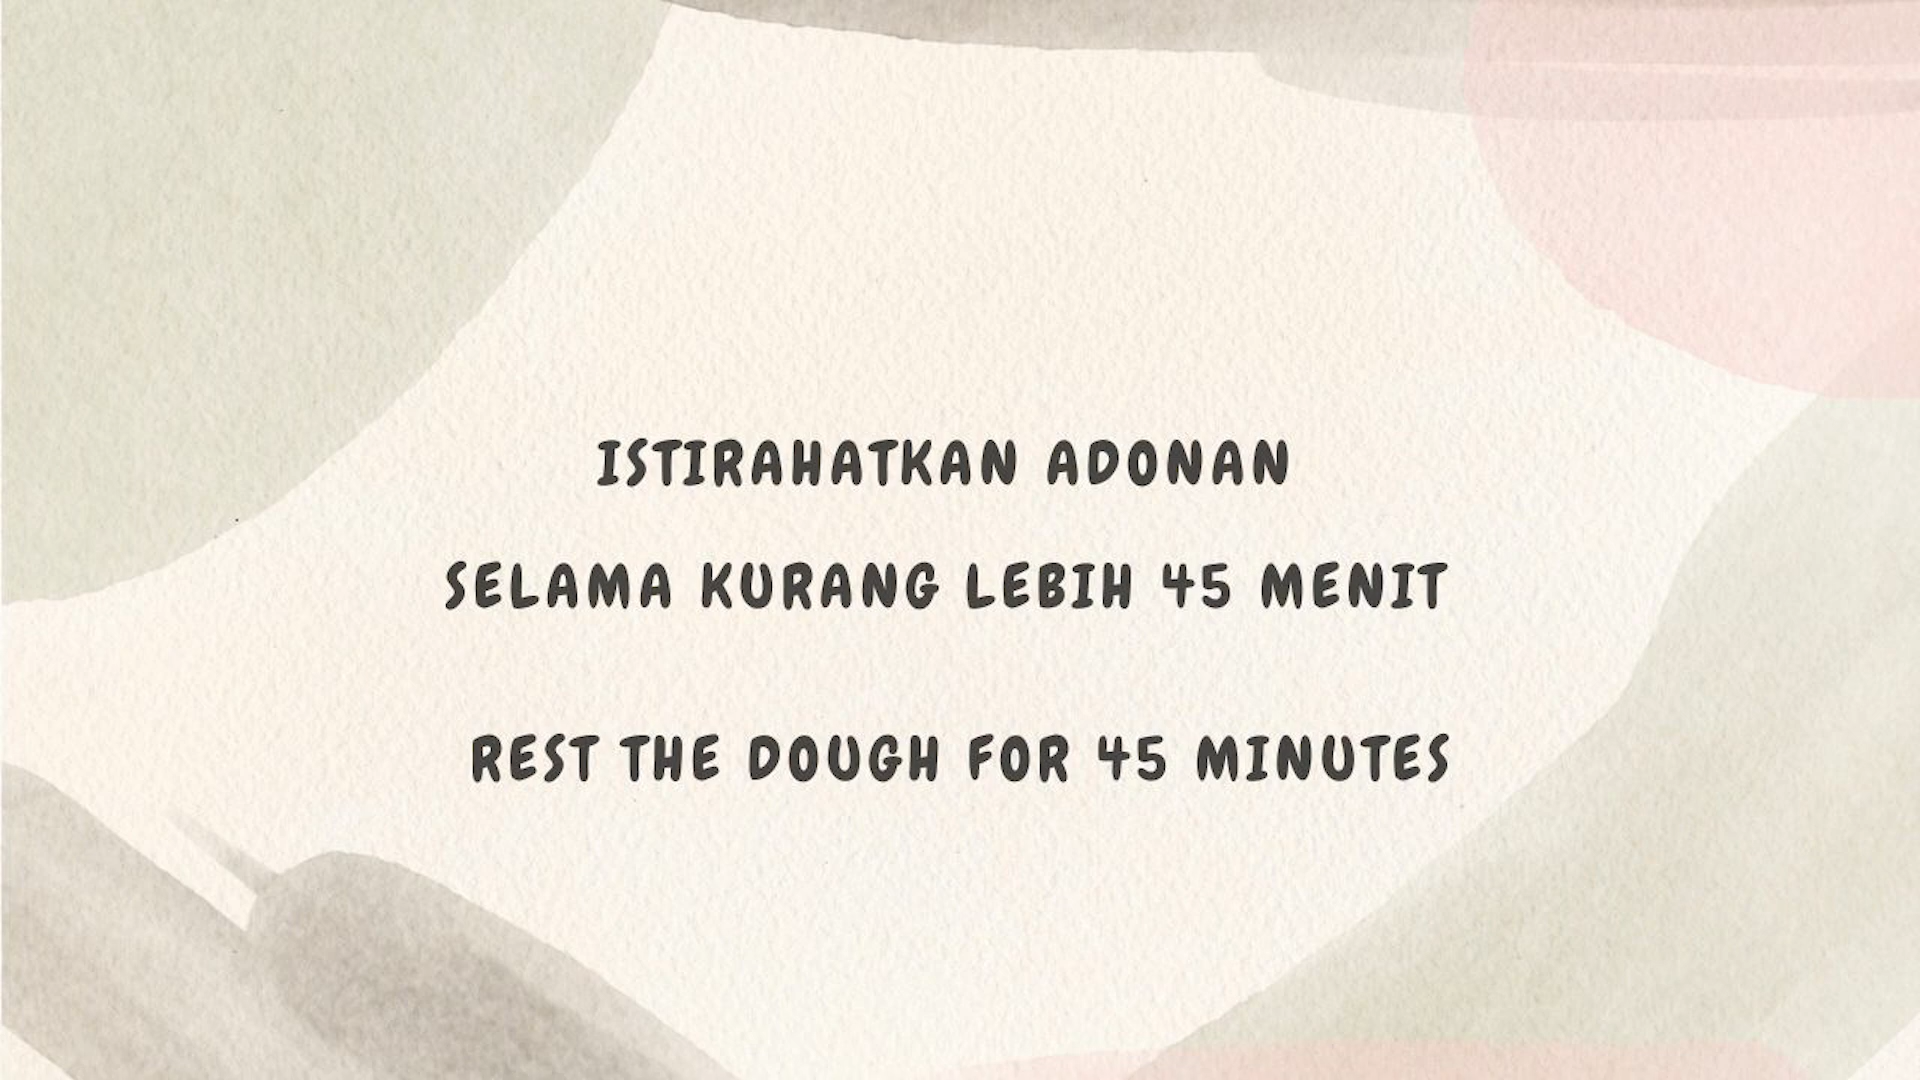 ISTIRAHATKAN ADONAN
SELAMA KURANG LEBIH 45 MENIT
REST THE DOUGH FOR 45 MINUTES